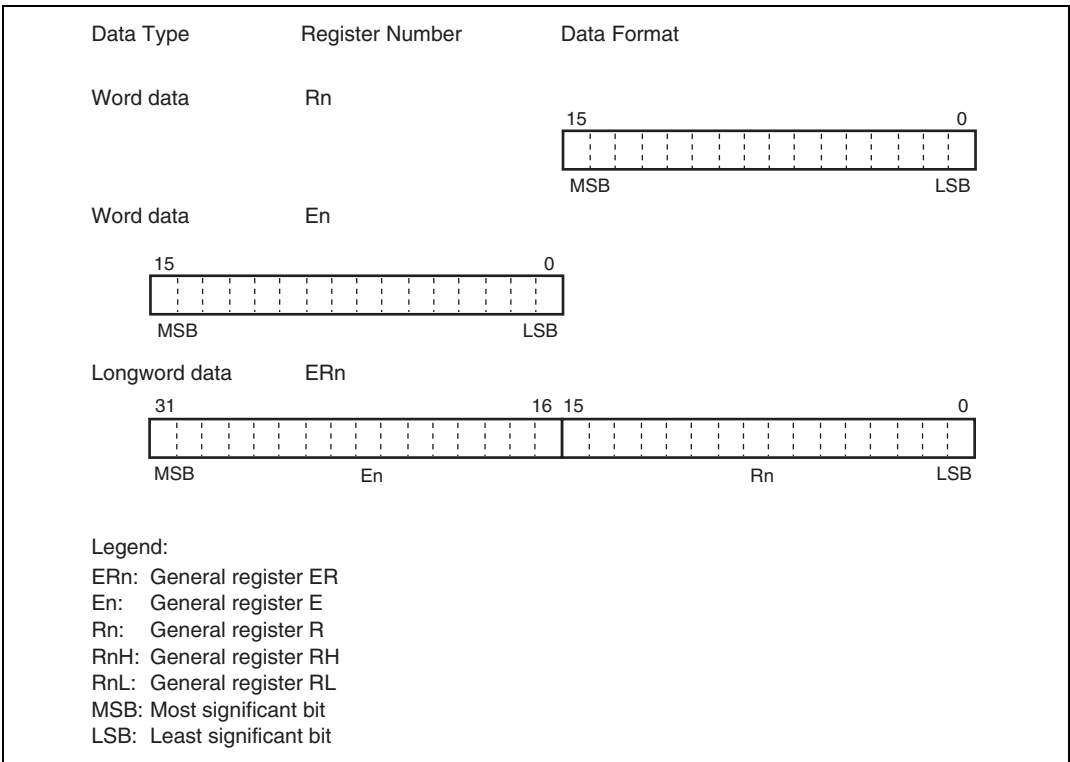 Data Type Register Number Data Format
Word data Rn
15 0
MSB LSB
Word data En
15 0
MSB LSB
Longword data ERn
31 16 15 0
MSB En Rn LSB
Legend:
ERn: General register ER
En: General register E
Rn: General register R
RnH: General register RH
RnL: General register RL
MSB: Most significant bit
LSB: Least significant bit